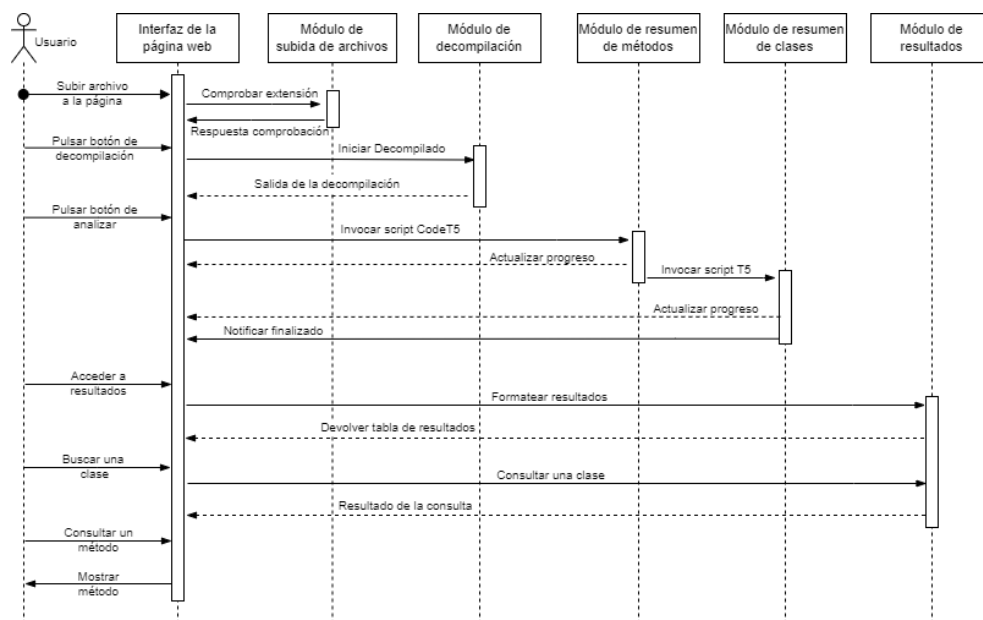 Usuario
Interfaz de la
página web
Módulo de
subida de archivos
Módulo de
decompilación
Módulo de resumen
de métodos
Módulo de resumen
de clases
Módulo de
resultados
Subir archivo
a la página
Comprobar extensión
Respuesta comprobación
Pulsar botón de
decompilación
Iniciar Decompilado
Salida de la decompilación
Pulsar botón de
analizar
Invocar script CodeT5
Actualizar progreso
Invocar script T5
Actualizar progreso
Notificar finalizado
Acceder a
resultados
Formatear resultados
Devolver tabla de resultados
Buscar una
clase
Consultar una clase
Resultado de la consulta
Consultar un
método
Mostrar
método